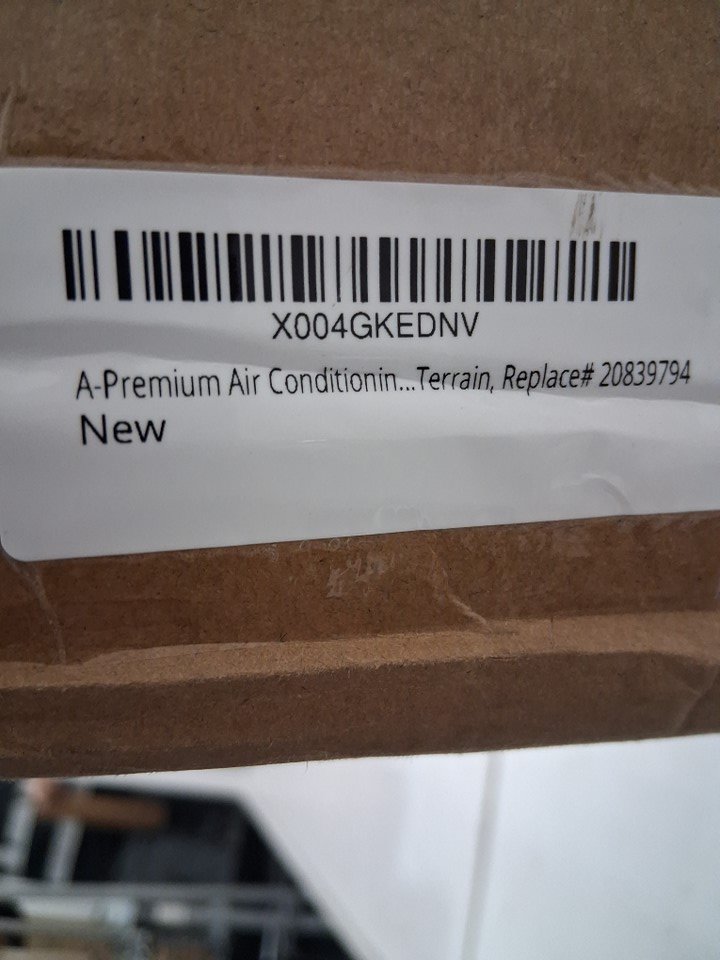 X004GKEDNV
A-Premium Air Conditionin...Terrain, Replace# 20839794
New